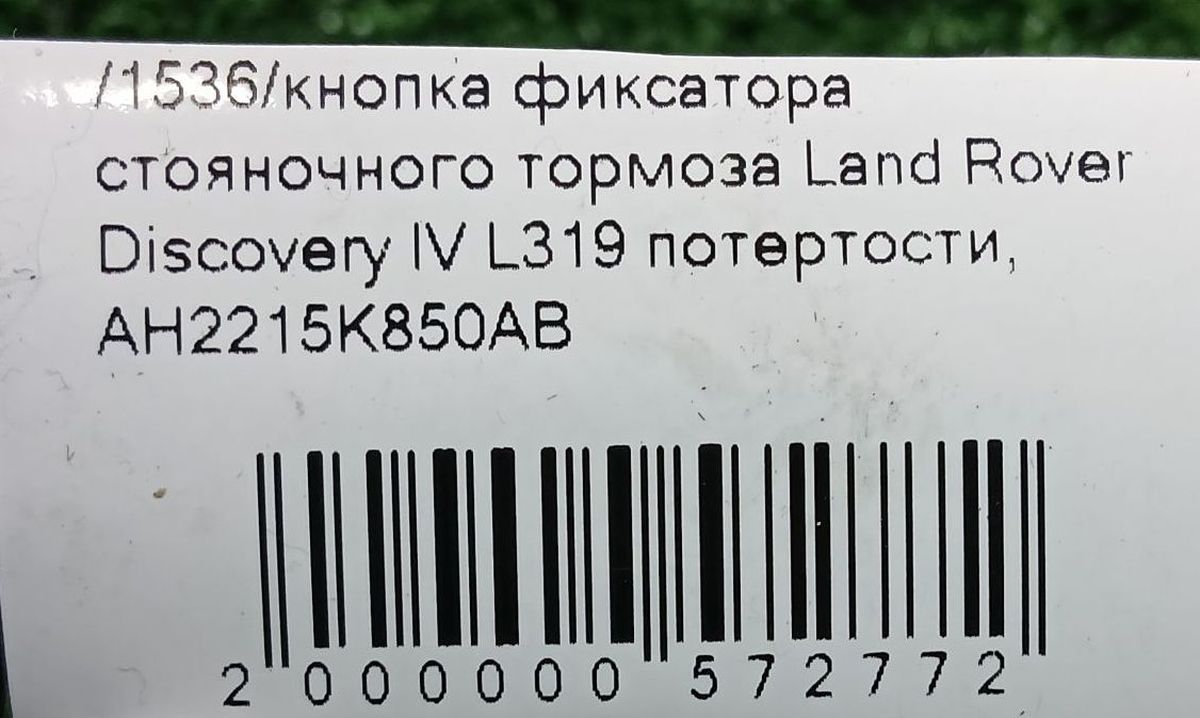 /1536/кнопка фиксатора
стояночного тормоза Land Rover
Discovery IV L319 потертости,
AH2215K850AB
2 000000 572772